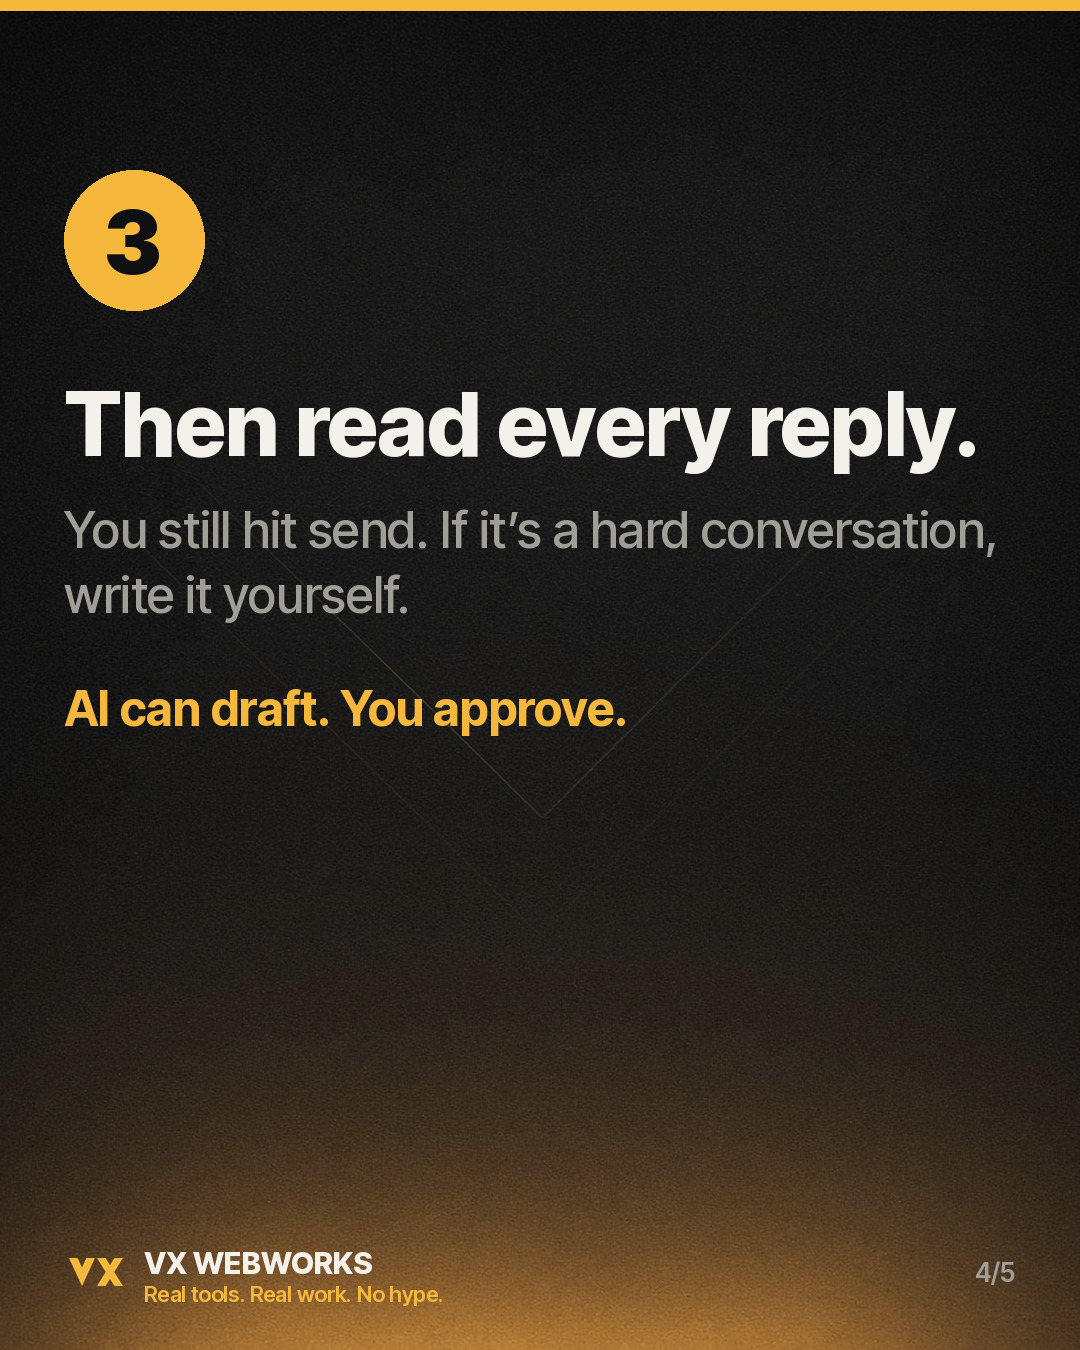 3
Then read every reply.
You still hit send. If it’s a hard conversation,
write it yourself.
AI can draft. You approve.
VX
VX WEBWORKS
Real tools. Real work. No hype.
4/5